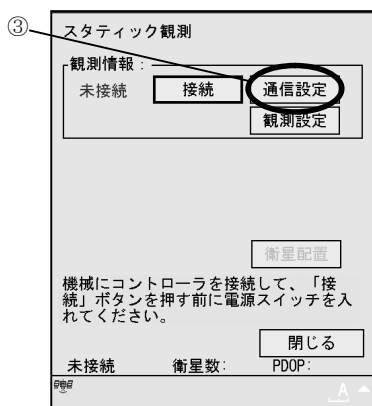 ③
スタティック観測
観測情報：
未接続 接続 通信設定
観測設定
衛星配置
機械にコントローラを接続して、「接
続」ボタンを押す前に電源スイッチを入
れてください。
閉じる
未接続 衛星数： PDOP：
A